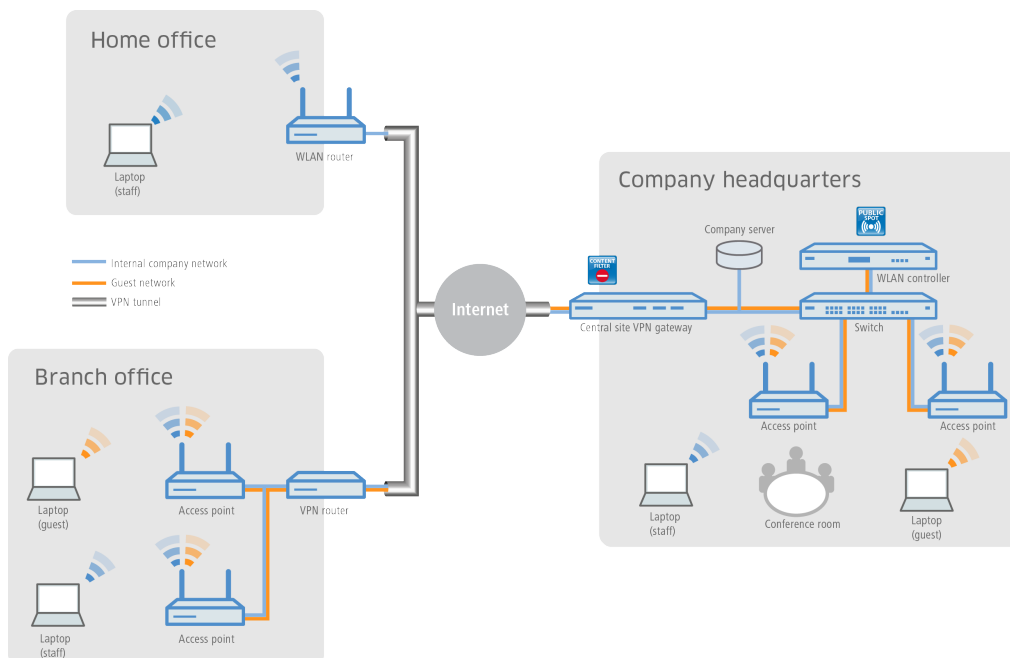 Home office
WLAN router
Laptop
(staff)
Internal company network
Guest network
VPN tunnel
Internet
Company headquarters
PUBLIC
SPOT
Company server
CONTENT
FILTER
WLAN controller
Central site VPN gateway
Switch
Access point
Access point
Laptop
(staff)
Conference room
Laptop
(guest)
Branch office
Laptop
(guest)
Access point
VPN router
Laptop
(staff)
Access point